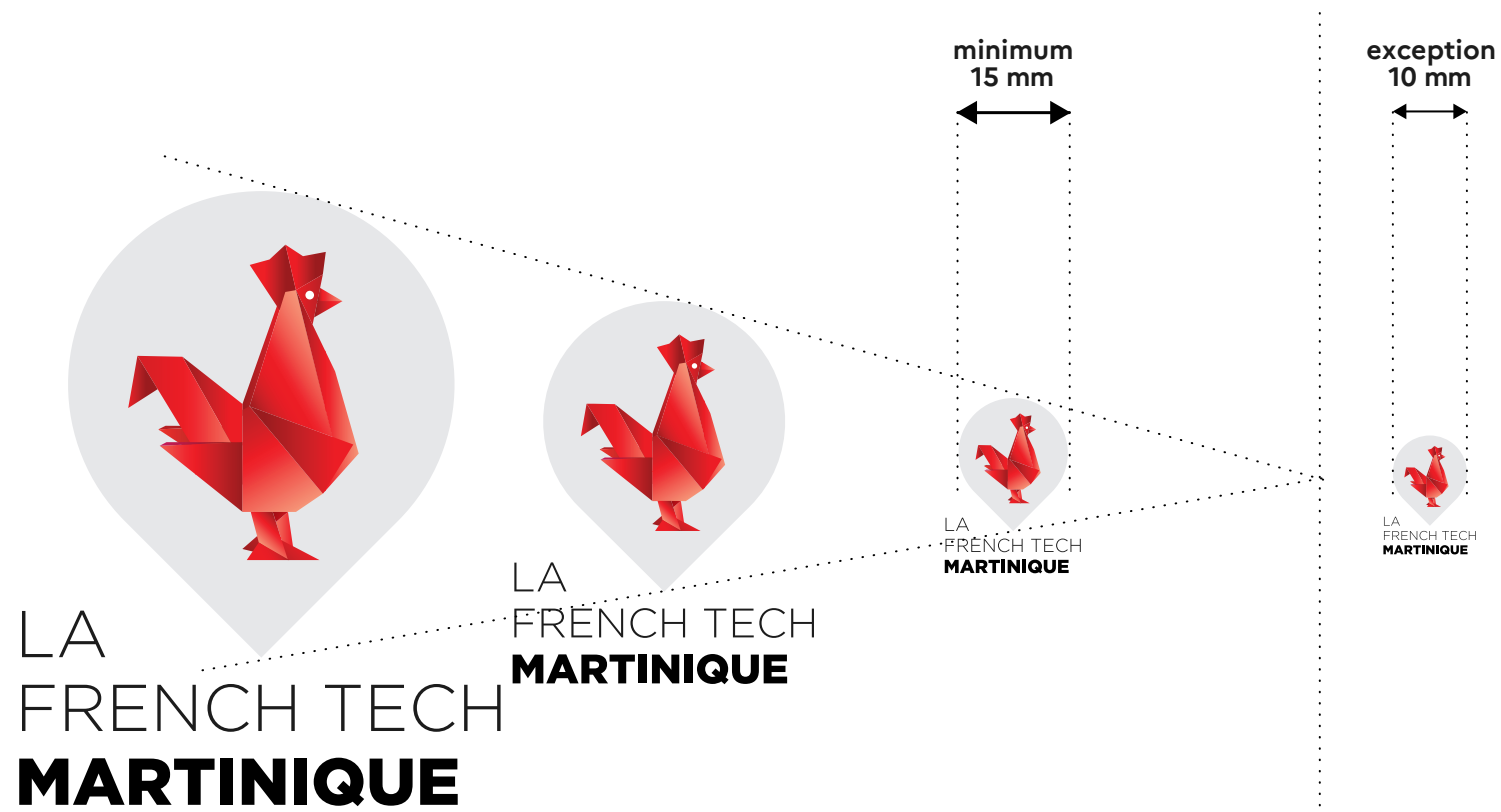 minimum
15 mm
exception
10 mm
LA
FRENCH TECH
MARTINIQUE
LA
FRENCH TECH
MARTINIQUE
LA
FRENCH TECH
MARTINIQUE
LA
FRENCH TECH
MARTINIQUE